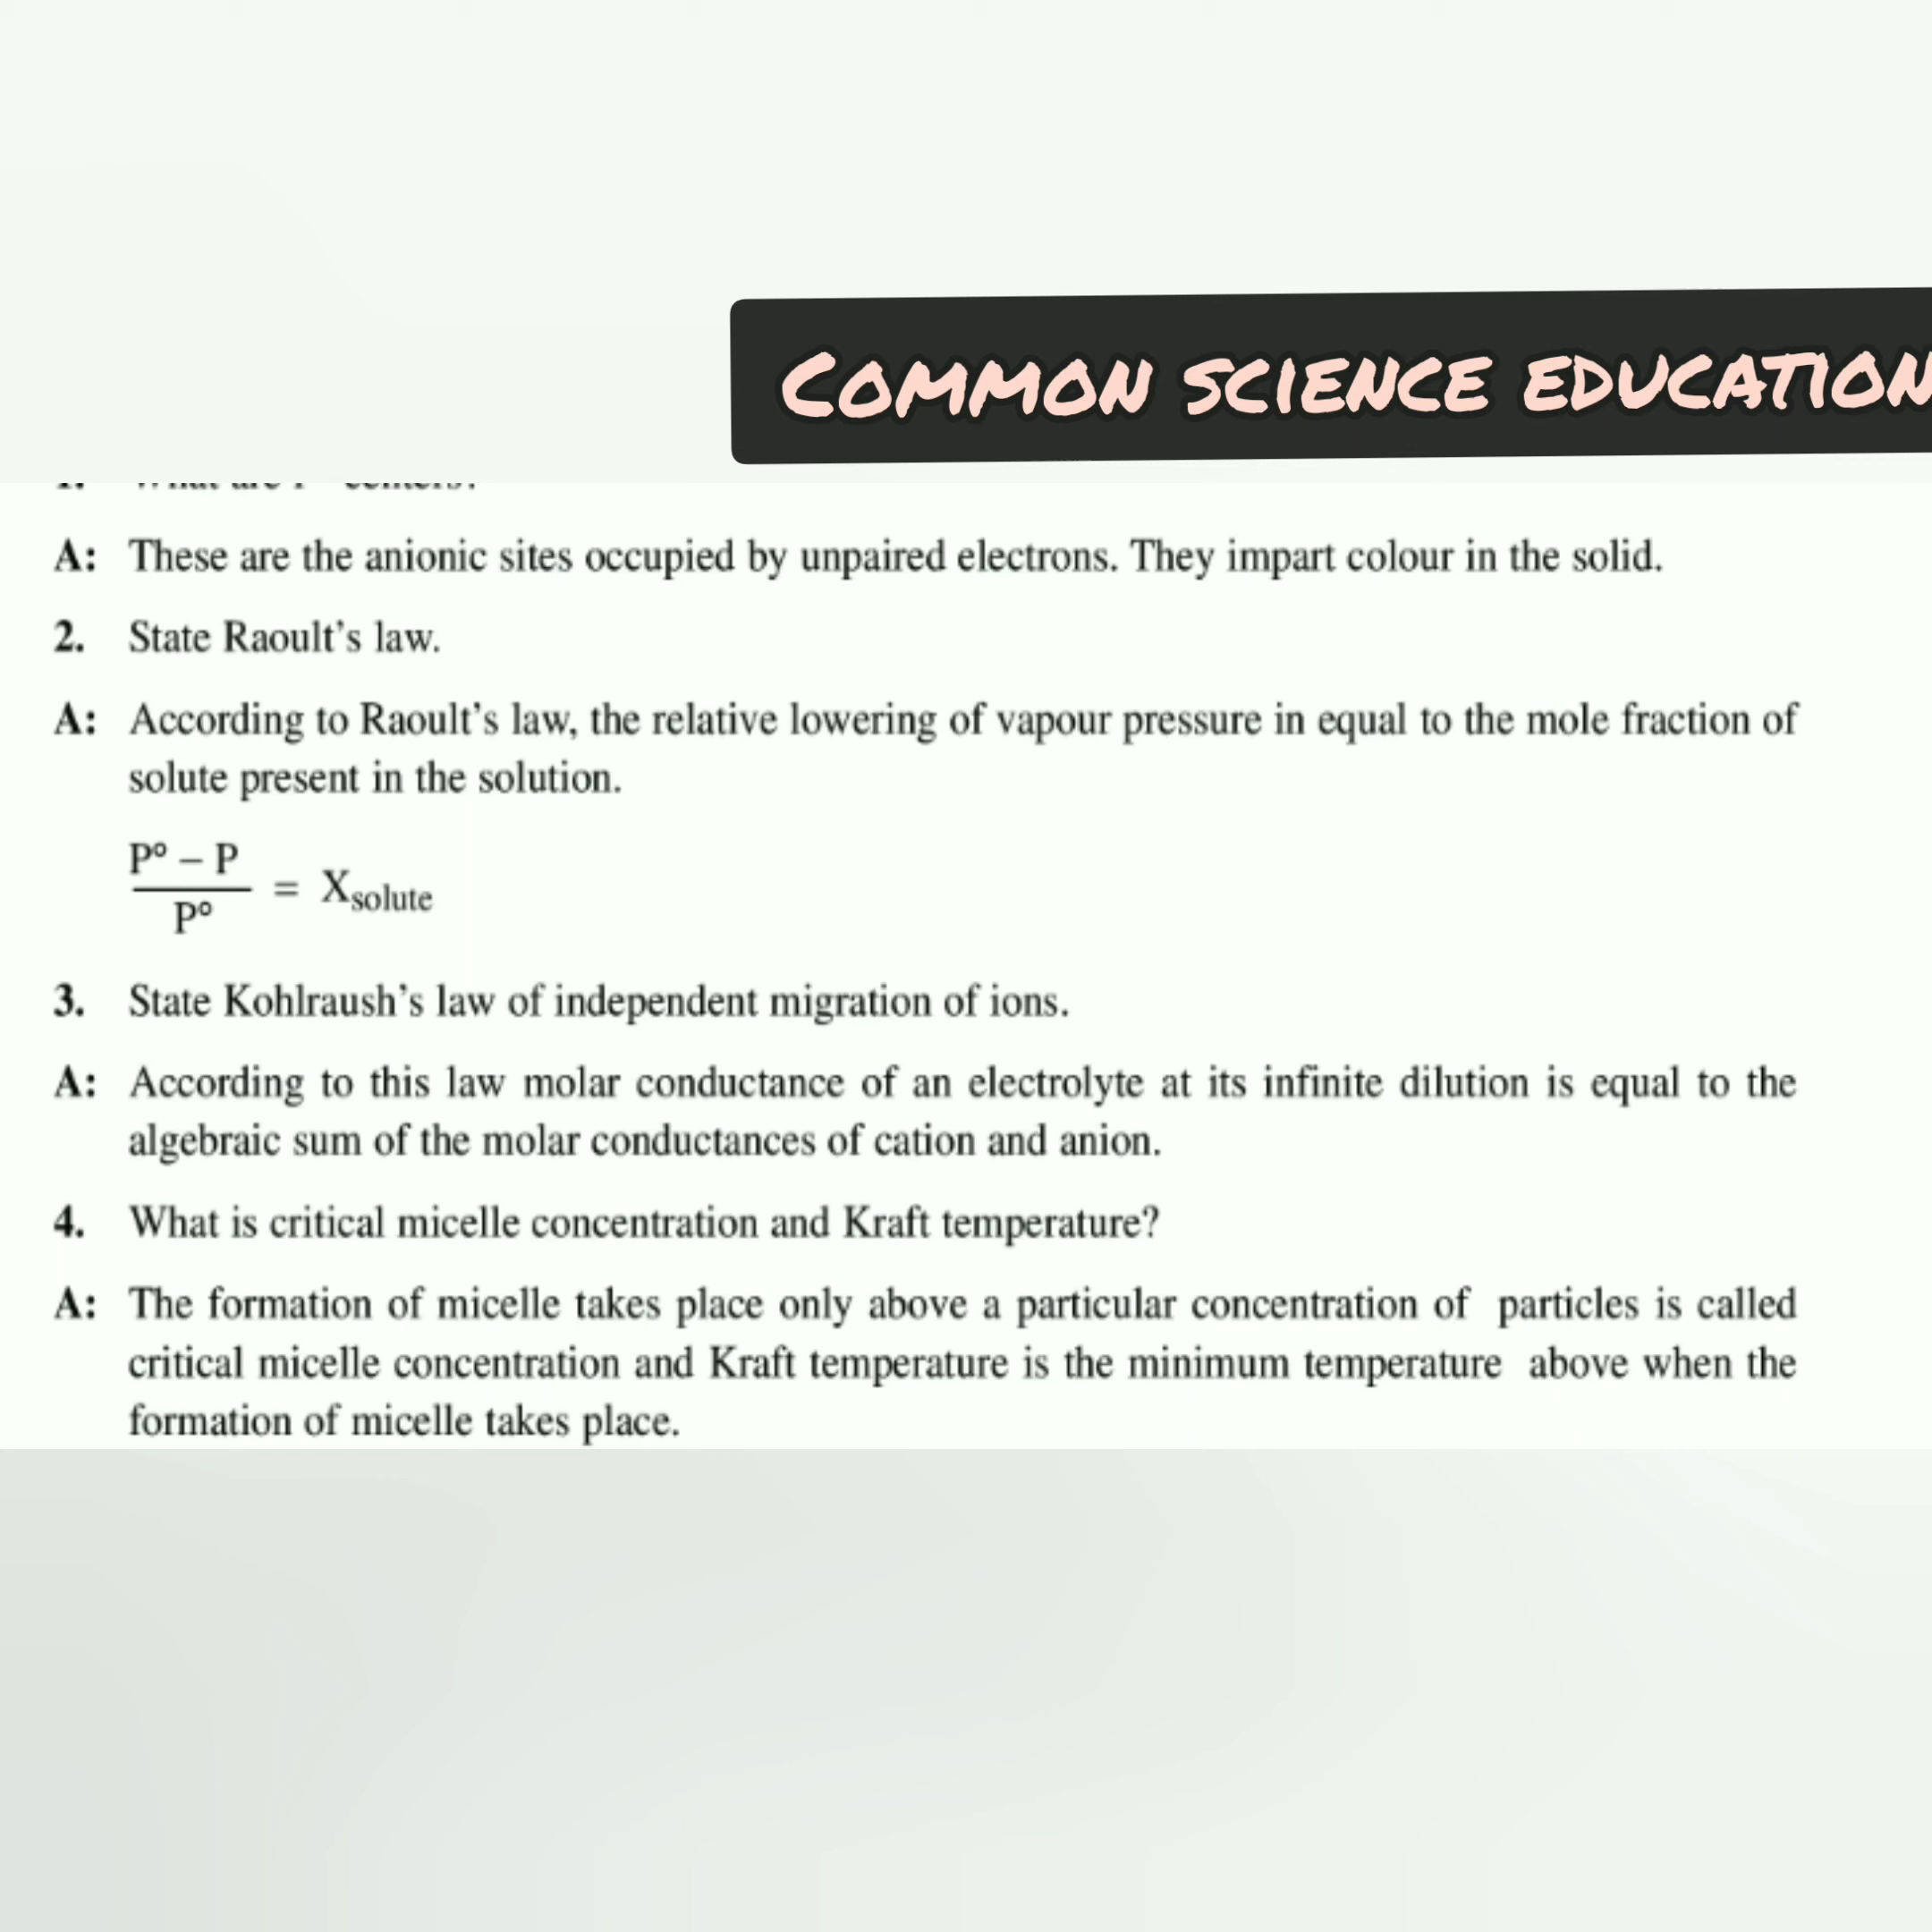 COMMON SCIENCE EDUCATION
A: These are the anionic sites occupied by unpaired electrons. They impart colour in the solid.
2. State Raoult's law.
A: According to Raoult's law, the relative lowering of vapour pressure in equal to the mole fraction of
solute present in the solution.
P° – P
P°
= Xsolute
3. State Kohlraush's law of independent migration of ions.
A: According to this law molar conductance of an electrolyte at its infinite dilution is equal to the
algebraic sum of the molar conductances of cation and anion.
4. What is critical micelle concentration and Kraft temperature?
A: The formation of micelle takes place only above a particular concentration of particles is called
critical micelle concentration and Kraft temperature is the minimum temperature above when the
formation of micelle takes place.